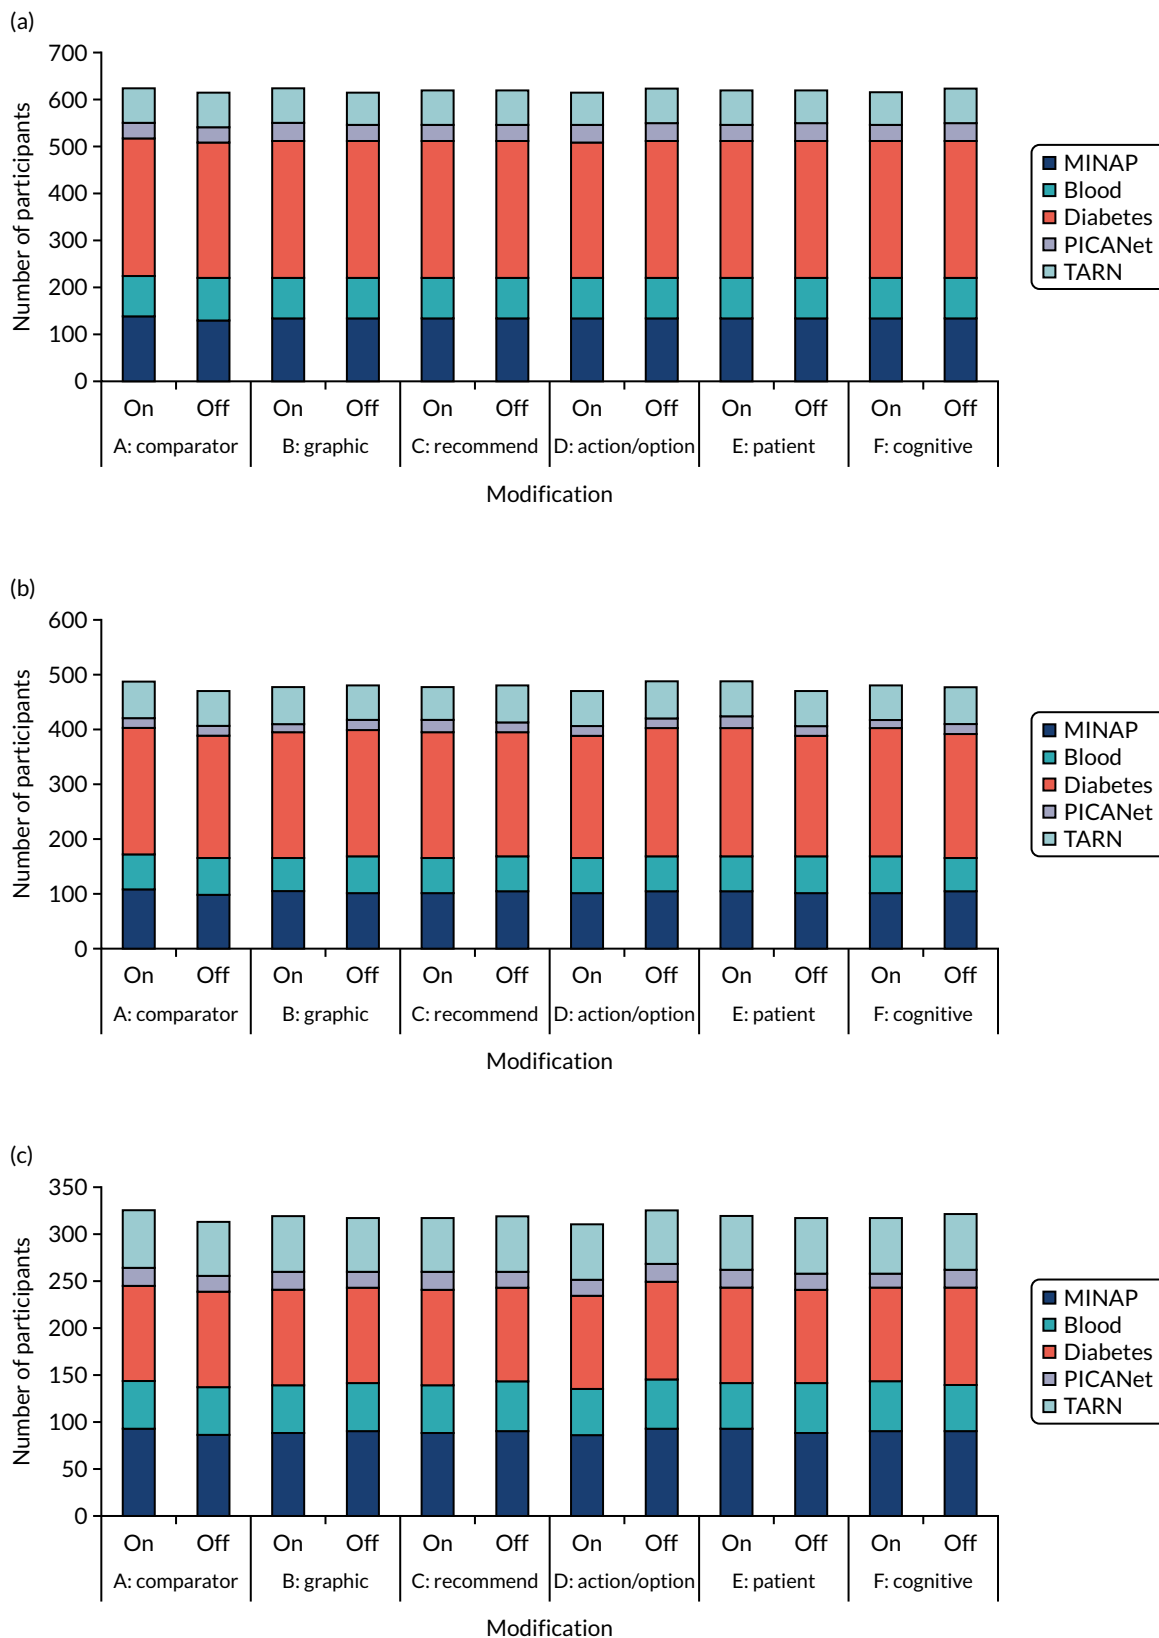 (a)
700
600
500
400
300
200
100
0
Number of participants
On Off On Off On Off On Off On Off On Off
A: comparator B: graphic C: recommend D: action/option E: patient F: cognitive
Modification
MINAP
Blood
Diabetes
PICANet
TARN
(b)
600
500
400
300
200
100
0
Number of participants
On Off On Off On Off On Off On Off On Off
A: comparator B: graphic C: recommend D: action/option E: patient F: cognitive
Modification
MINAP
Blood
Diabetes
PICANet
TARN
(c)
350
300
250
200
150
100
50
0
Number of participants
On Off On Off On Off On Off On Off On Off
A: comparator B: graphic C: recommend D: action/option E: patient F: cognitive
Modification
MINAP
Blood
Diabetes
PICANet
TARN